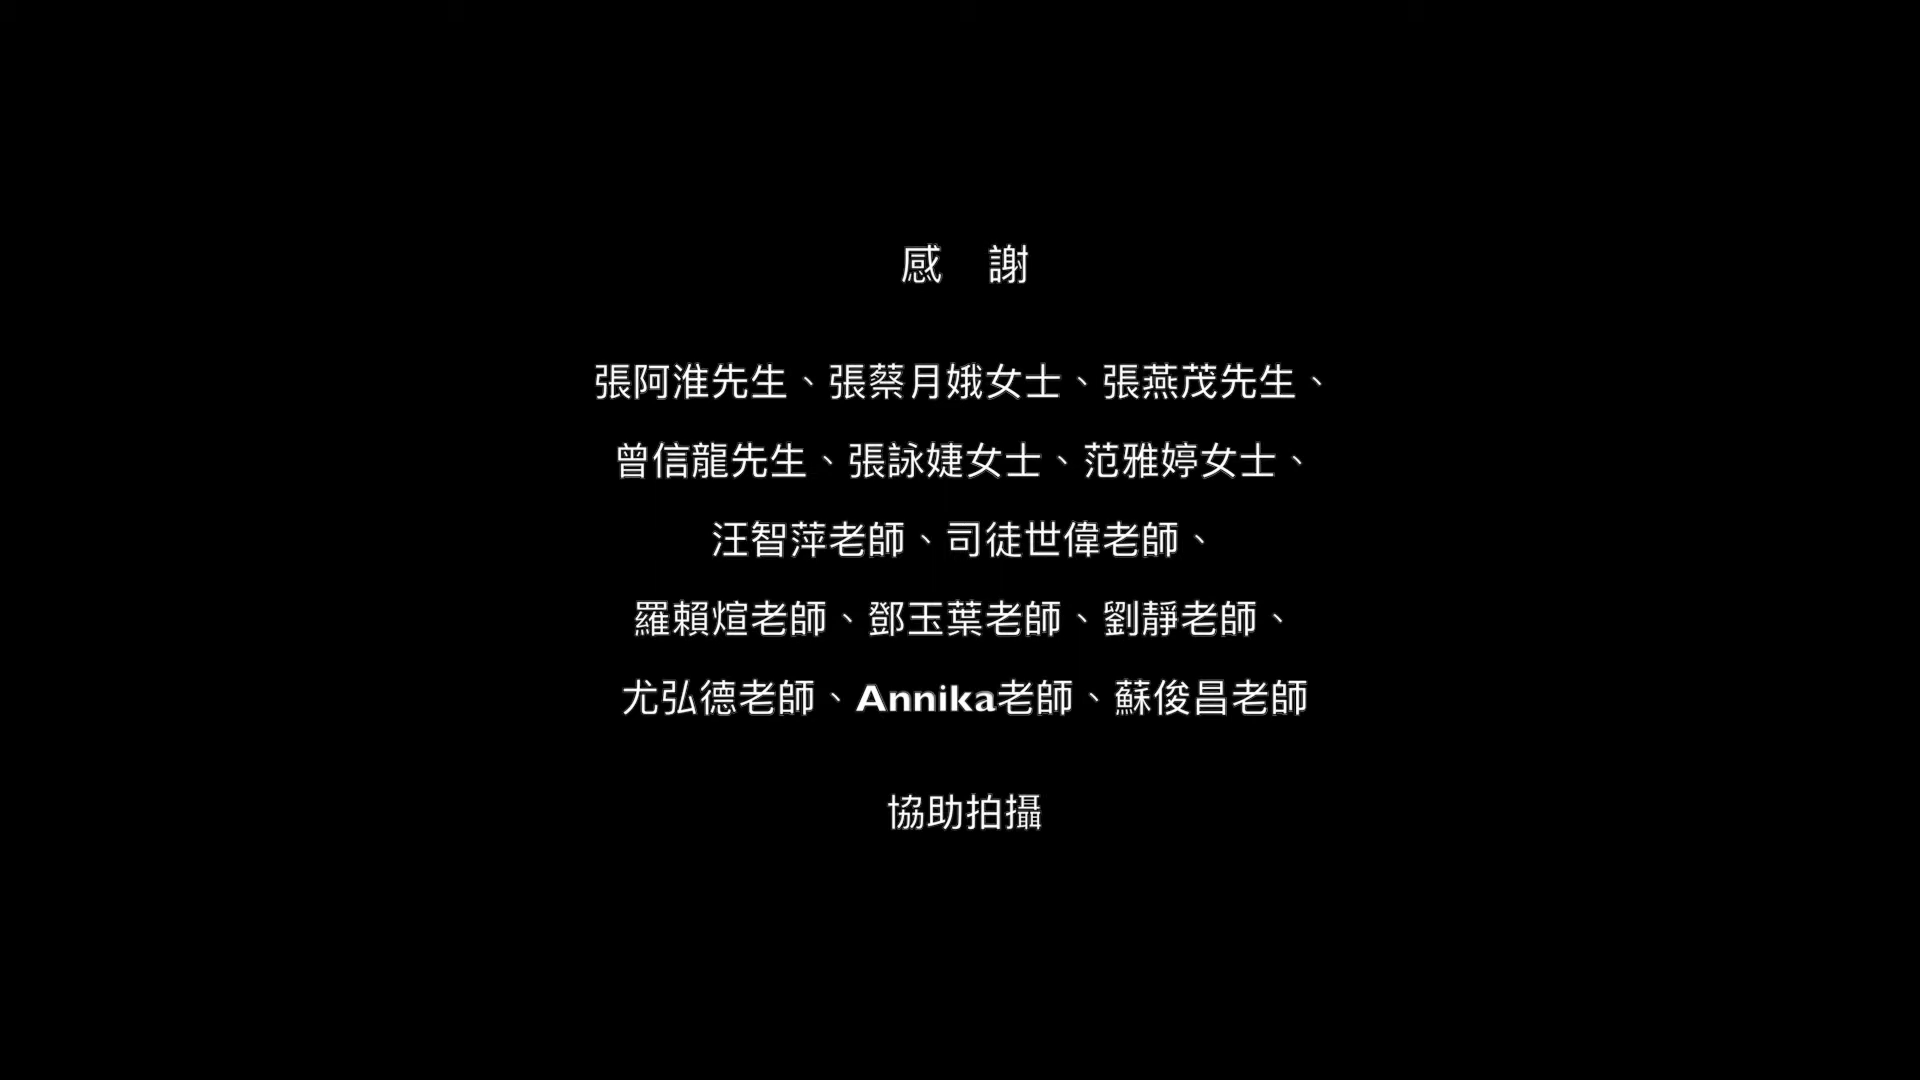 感　謝
張阿淮先生、張蔡月娥女士、張燕茂先生、
曾信龍先生、張詠婕女士、范雅婷女士、
汪智萍老師、司徒世偉老師、
羅賴煊老師、鄧玉葉老師、劉靜老師、
尤弘德老師、Annika老師、蘇俊昌老師
協助拍攝